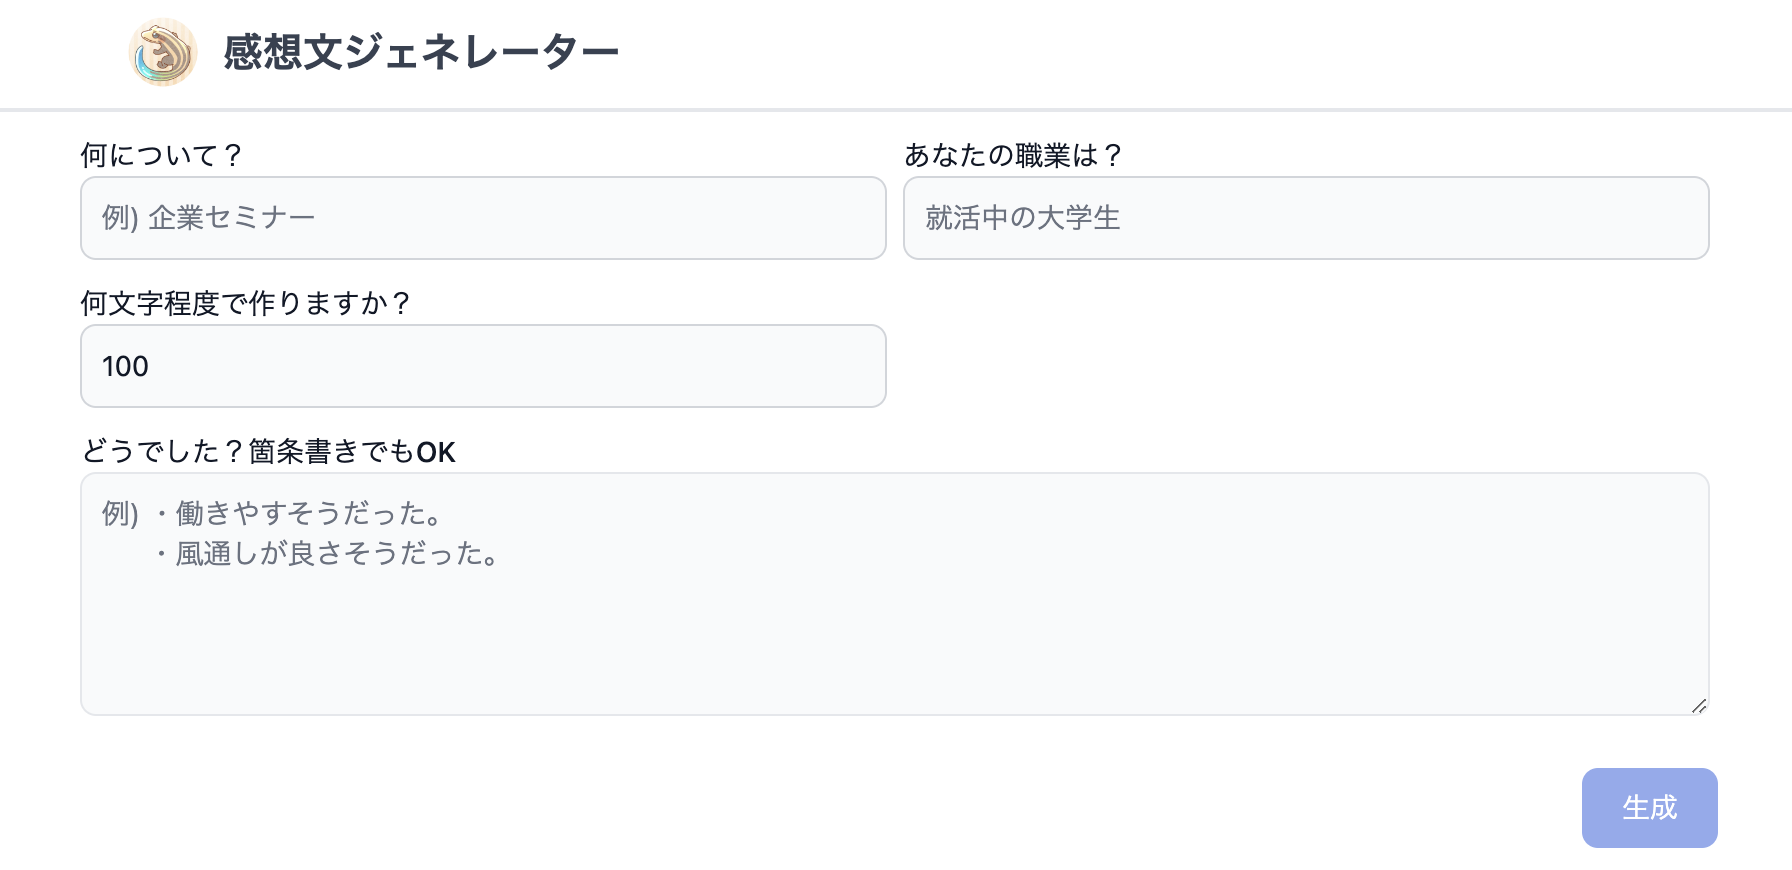 感想文ジェネレーター
何について？
あなたの職業は？
例) 企業セミナー
就活中の大学生
何文字程度で作りますか？
100
どうでした？箇条書きでもOK
例) ・働きやすそうだった。
・風通しが良さそうだった。
生成